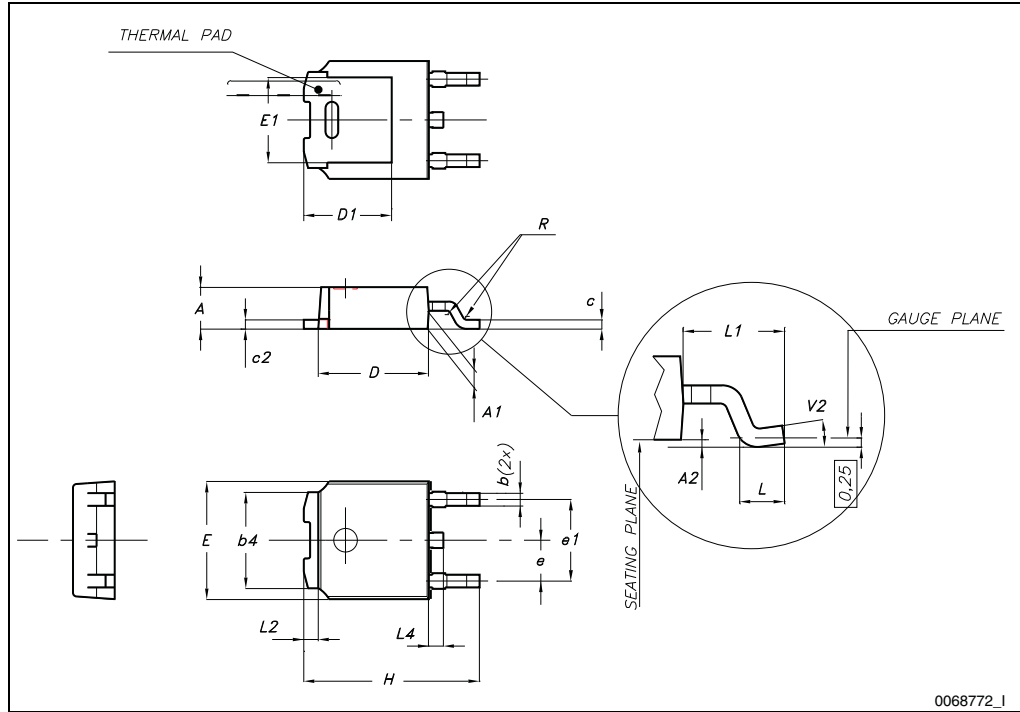 THERMAL PAD
E1
D1
R
A
c
c2
D
A1
L1
GAUGE PLANE
V2
A2
L
0,25
SEATING PLANE
b(2x)
E
b4
e
e1
L2
L4
H
0068772_I